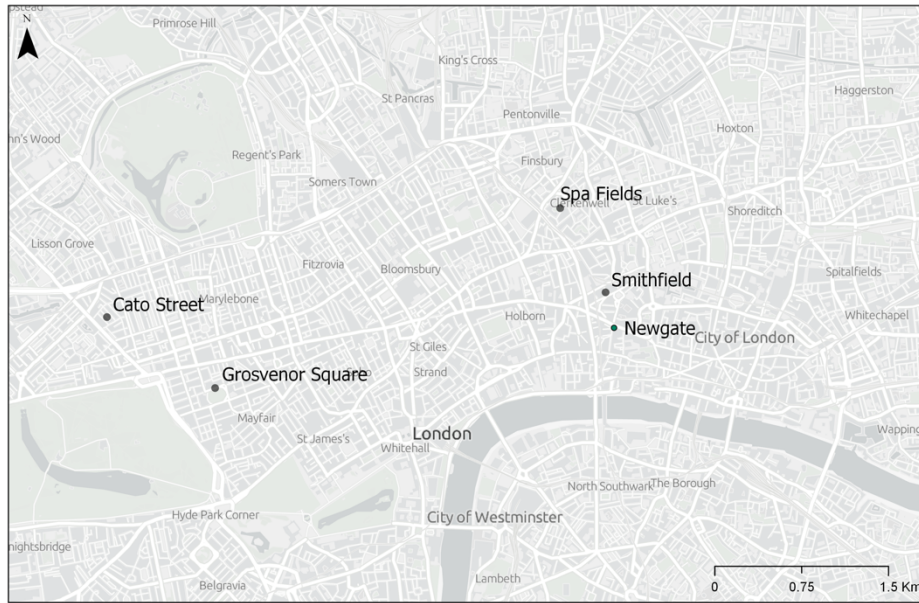 N
Primrose Hill
King's Cross
Haggerston
St Pancras
Pentonville
Hoxton
hn's Wood
Regent's Park
Finsbury
Somers Town
Spa Fields
Clerkenwell
St Luke's
Shoreditch
Lisson Grove
Fitzrovia
Bloomsbury
Spitalfields
Smithfield
Marylebone
Cato Street
Holborn
Whitechapel
Newgate
City of London
St Giles
Grosvenor Square
Strand
Mayfair
London
St James's
Whitehall
Wapping
North Southwark
The Borough
Hyde Park Corner
City of Westminster
nightsbridge
Lambeth
Belgravia
0 0.75 1.5 Km